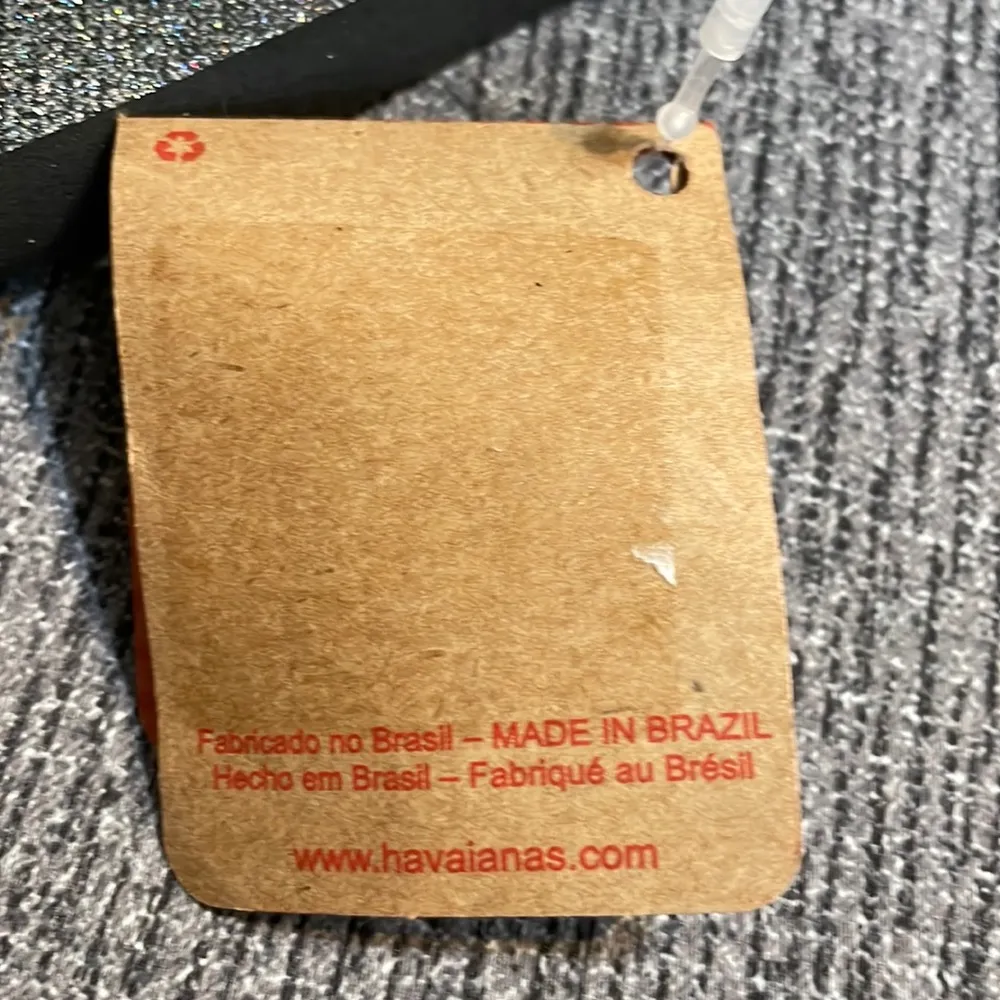 Fabricado no Brasil – MADE IN BRAZIL
Hecho em Brasil – Fabriqué au Brésil
www.havaianas.com